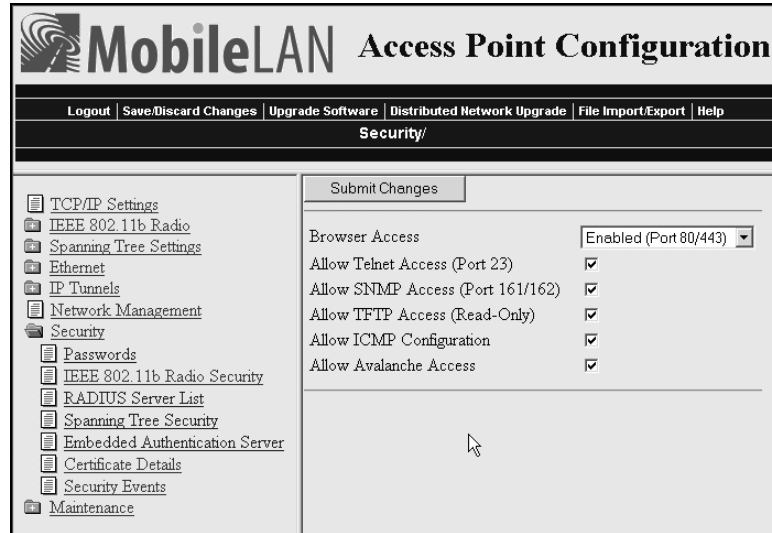 MobileLAN Access Point Configuration
Logout | Save/Discard Changes | Upgrade Software | Distributed Network Upgrade | File Import/Export | Help
Security/
TCP/IP Settings
IEEE 802.11b Radio
Spanning Tree Settings
Ethernet
IP Tunnels
Network Management
Security
Passwords
IEEE 802.11b Radio Security
RADIUS Server List
Spanning Tree Security
Embedded Authentication Server
Certificate Details
Security Events
Maintenance
Submit Changes
Browser Access Enabled (Port 80/443)
Allow Telnet Access (Port 23)
Allow SNMP Access (Port 161/162)
Allow TFTP Access (Read-Only)
Allow ICMP Configuration
Allow Avalanche Access